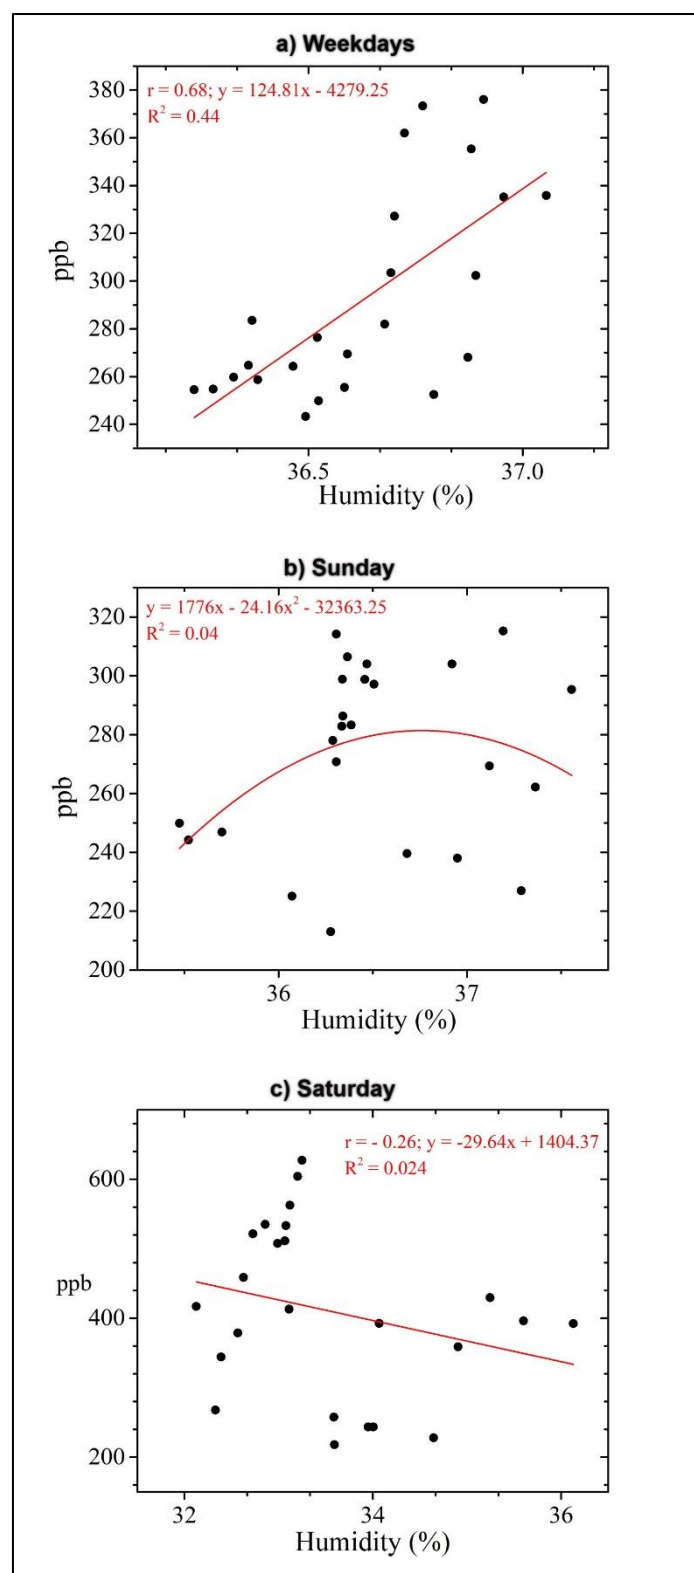 a) Weekdays
r = 0.68; y = 124.81x - 4279.25
R² = 0.44
380
360
340
320
300
280
260
240
ppb
36.5 37.0
Humidity (%)
b) Sunday
y = 1776x - 24.16x² - 32363.25
R² = 0.04
320
300
280
260
240
220
200
ppb
36 37
Humidity (%)
c) Saturday
r = - 0.26; y = -29.64x + 1404.37
R² = 0.024
600
ppb
400
200
32 34 36
Humidity (%)